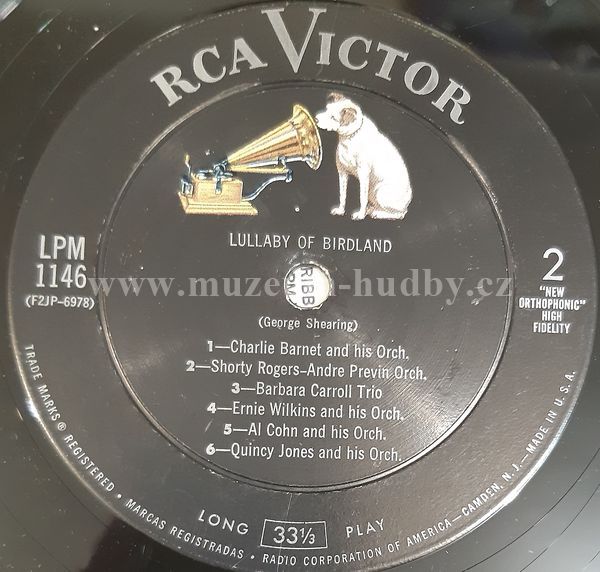 RCA VICTOR
LULLABY OF BIRDLAND
LPM
1146
(F2JP-6978)
2
"NEW
ORTHOPHONIC"
HIGH
FIDELITY
www.muzeum-hudby.cz
(George Shearing)
1—Charlie Barnet and his Orch.
2—Shorty Rogers–Andre Previn Orch.
3—Barbara Carroll Trio
4—Ernie Wilkins and his Orch.
5—Al Cohn and his Orch.
6—Quincy Jones and his Orch.
LONG 33⅓ PLAY
TRADE MARKS ® REGISTERED • MARCAS REGISTRADAS • RADIO CORPORATION OF AMERICA—CAMDEN, N. J.—MADE IN U. S. A.